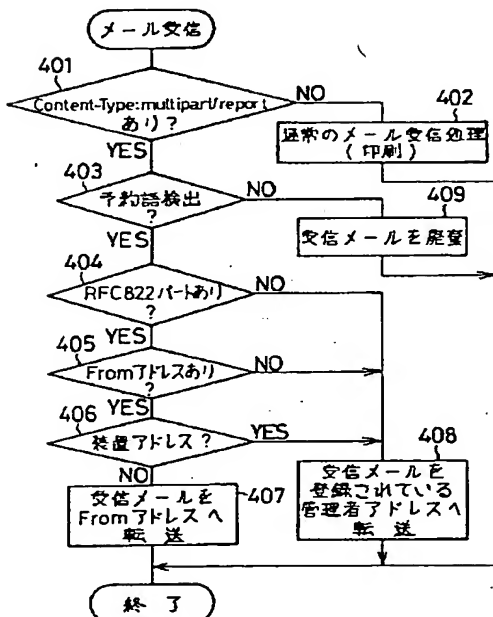 メール受信
401
Content-Type:multipart/report
あり?
NO
402
通常のメール受信処理
(印刷)
YES
403
予約語検出
?
NO
409
受信メールを廃棄
YES
404
RFC822パートあり
?
NO
YES
405
Fromアドレスあり
?
NO
YES
406
装置アドレス?
YES
NO
受信メールを
Fromアドレスへ
転送
407
408
受信メールを
登録されている
管理者アドレスへ
転送
終了